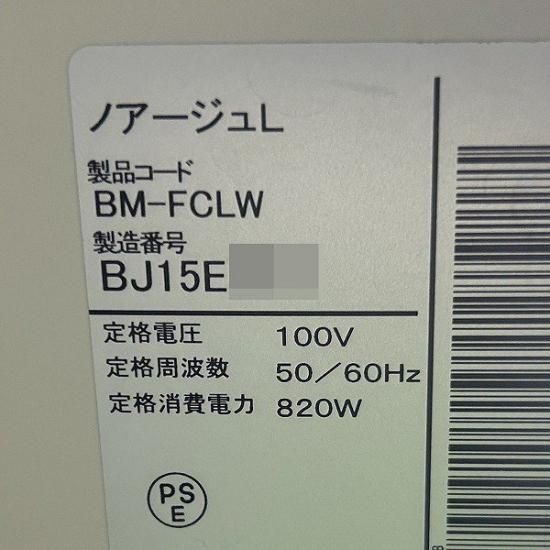 ノアージュL
製品コード
BM-FCLW
製造番号
BJ15E
定格電圧 100V
定格周波数 50／60Hz
定格消費電力 820W
PS
E